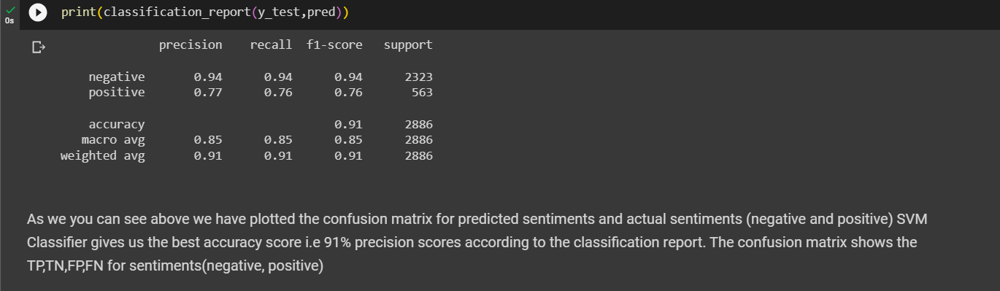 0s
print(classification_report(y_test,pred))
precision recall f1-score support
negative 0.94 0.94 0.94 2323
positive 0.77 0.76 0.76 563
accuracy 0.91 2886
macro avg 0.85 0.85 0.85 2886
weighted avg 0.91 0.91 0.91 2886
As we you can see above we have plotted the confusion matrix for predicted sentiments and actual sentiments (negative and positive) SVM
Classifier gives us the best accuracy score i.e 91% precision scores according to the classification report. The confusion matrix shows the
TP,TN,FP,FN for sentiments(negative, positive)